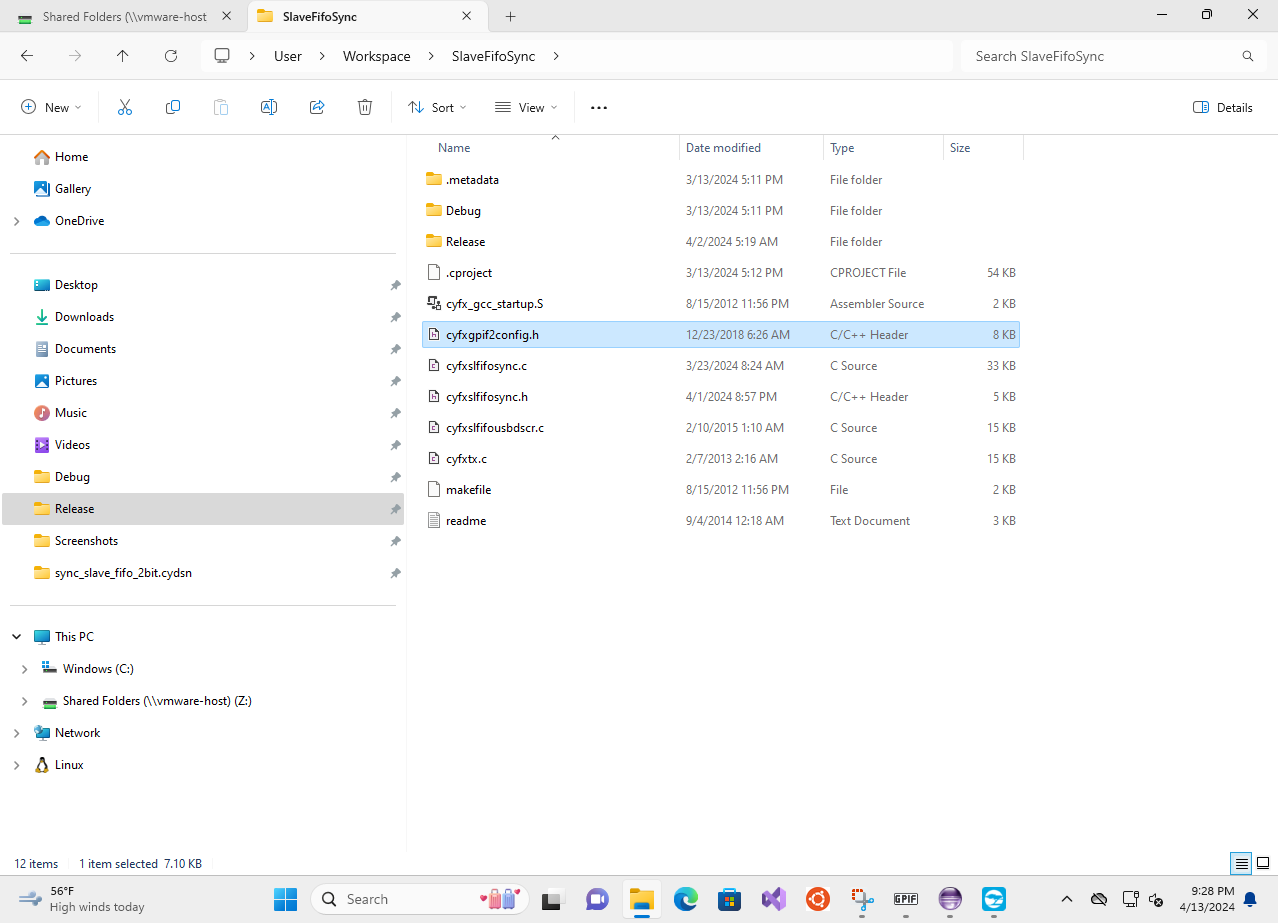 Shared Folders (\\vmware-host
SlaveFifoSync
User
Workspace
SlaveFifoSync
Search SlaveFifoSync
New
Sort
View
Details
Home
Gallery
OneDrive
Desktop
Downloads
Documents
Pictures
Music
Videos
Debug
Release
Screenshots
sync_slave_fifo_2bit.cydsn
This PC
Windows (C:)
Shared Folders (\\vmware-host) (Z:)
Network
Linux
Name Date modified Type Size
.metadata 3/13/2024 5:11 PM File folder
Debug 3/13/2024 5:11 PM File folder
Release 4/2/2024 5:19 AM File folder
.cproject 3/13/2024 5:12 PM CPROJECT File 54 KB
cyfx_gcc_startup.S 8/15/2012 11:56 PM Assembler Source 2 KB
cyfxgpif2config.h 12/23/2018 6:26 AM C/C++ Header 8 KB
cyfxslfifosync.c 3/23/2024 8:24 AM C Source 33 KB
cyfxslfifosync.h 4/1/2024 8:57 PM C/C++ Header 5 KB
cyfxslfifousbdscr.c 2/10/2015 1:10 AM C Source 15 KB
cyfxtx.c 2/7/2013 2:16 AM C Source 15 KB
makefile 8/15/2012 11:56 PM File 2 KB
readme 9/4/2014 12:18 AM Text Document 3 KB
12 items 1 item selected 7.10 KB
56°F
High winds today
Search
GPIF
9:28 PM
4/13/2024